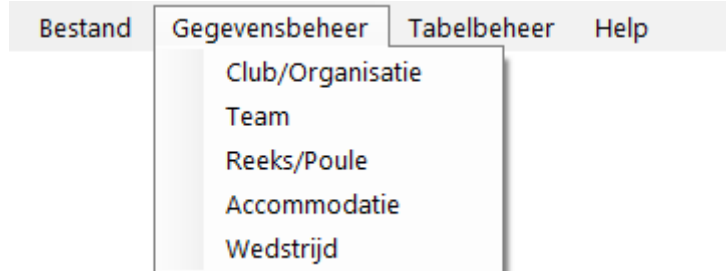 Bestand Gegevensbeheer Tabelbeheer Help
Club/Organisatie
Team
Reeks/Poule
Accommodatie
Wedstrijd